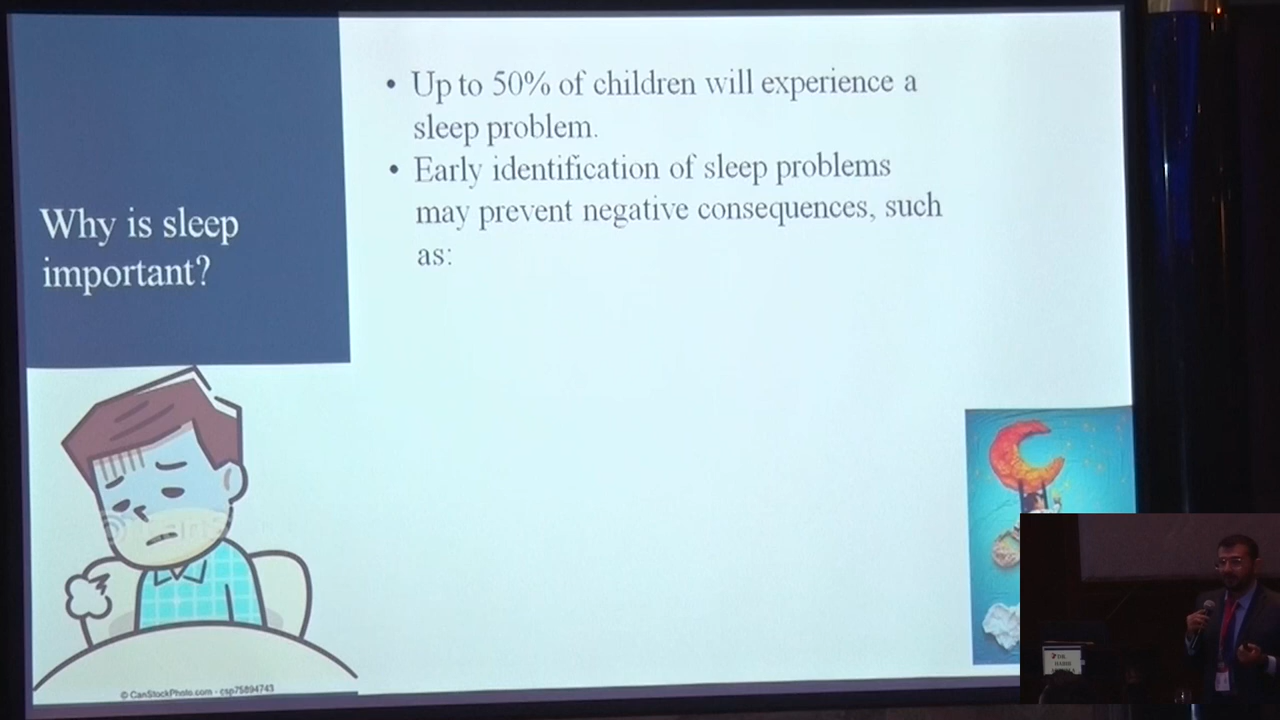 Why is sleep
important?
• Up to 50% of children will experience a
sleep problem.
• Early identification of sleep problems
may prevent negative consequences, such
as:
© CanStockPhoto.com - csp75894743
DR.